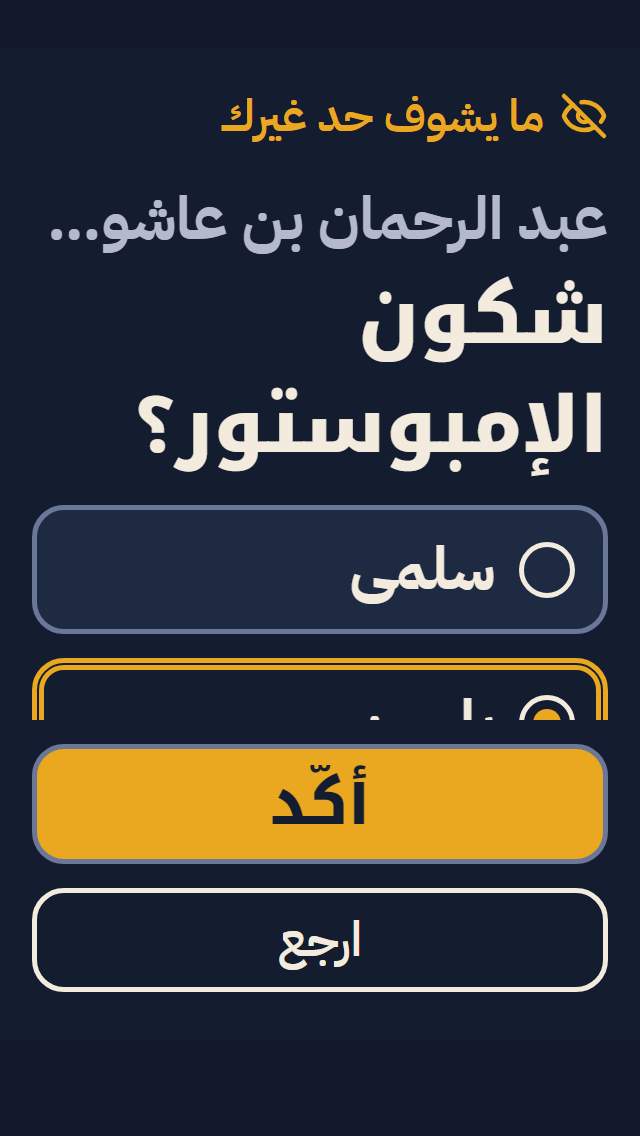 ما يشوف حد غيرك
عبد الرحمان بن عاشو...
شكون
الإمبوستور؟
سلمى
أكّد
ارجع